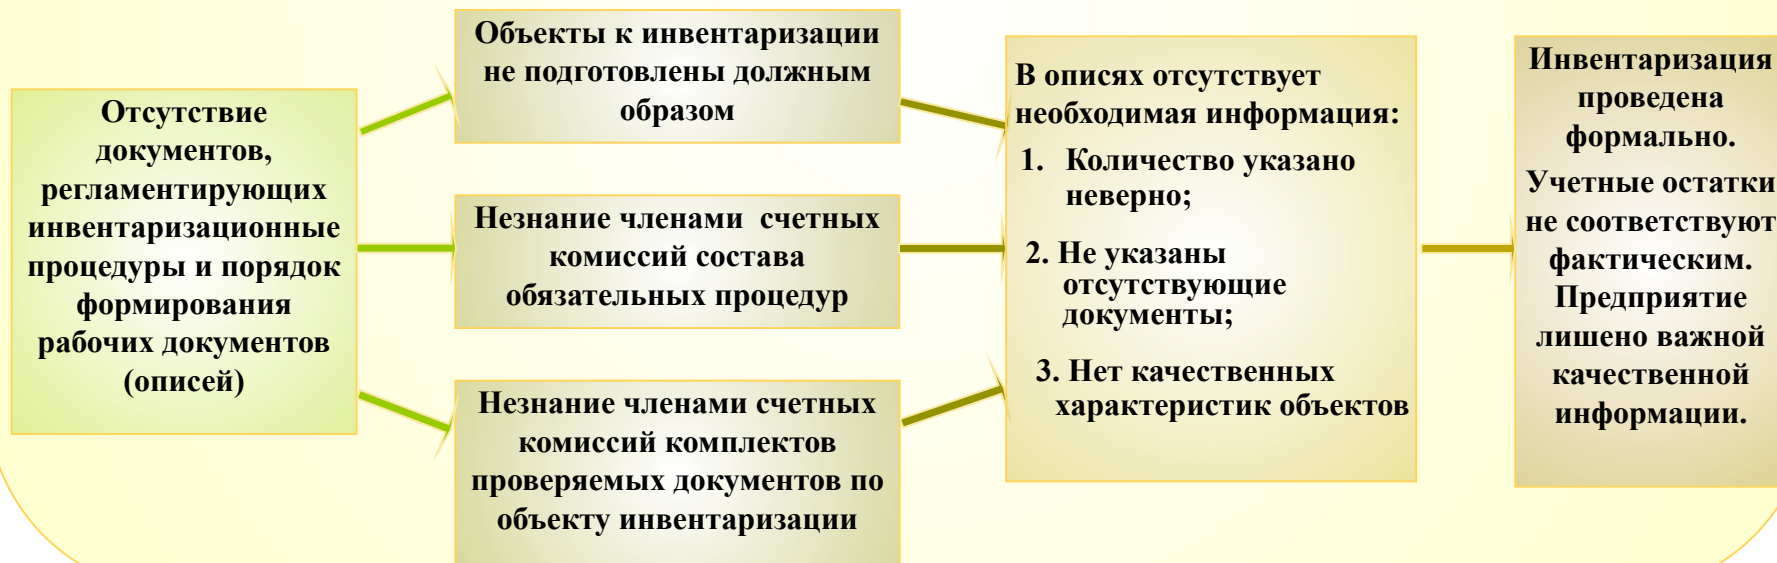 Отсутствие
документов,
регламентирующих
инвентаризационные
процедуры и порядок
формирования
рабочих документов
(описей)
Объекты к инвентаризации
не подготовлены должным
образом
Незнание членами счетных
комиссий состава
обязательных процедур
Незнание членами счетных
комиссий комплектов
проверяемых документов по
объекту инвентаризации
В описях отсутствует
необходимая информация:
1. Количество указано
неверно;
2. Не указаны
отсутствующие
документы;
3. Нет качественных
характеристик объектов
Инвентаризация
проведена
формально.
Учетные остатки
не соответствуют
фактическим.
Предприятие
лишено важной
качественной
информации.